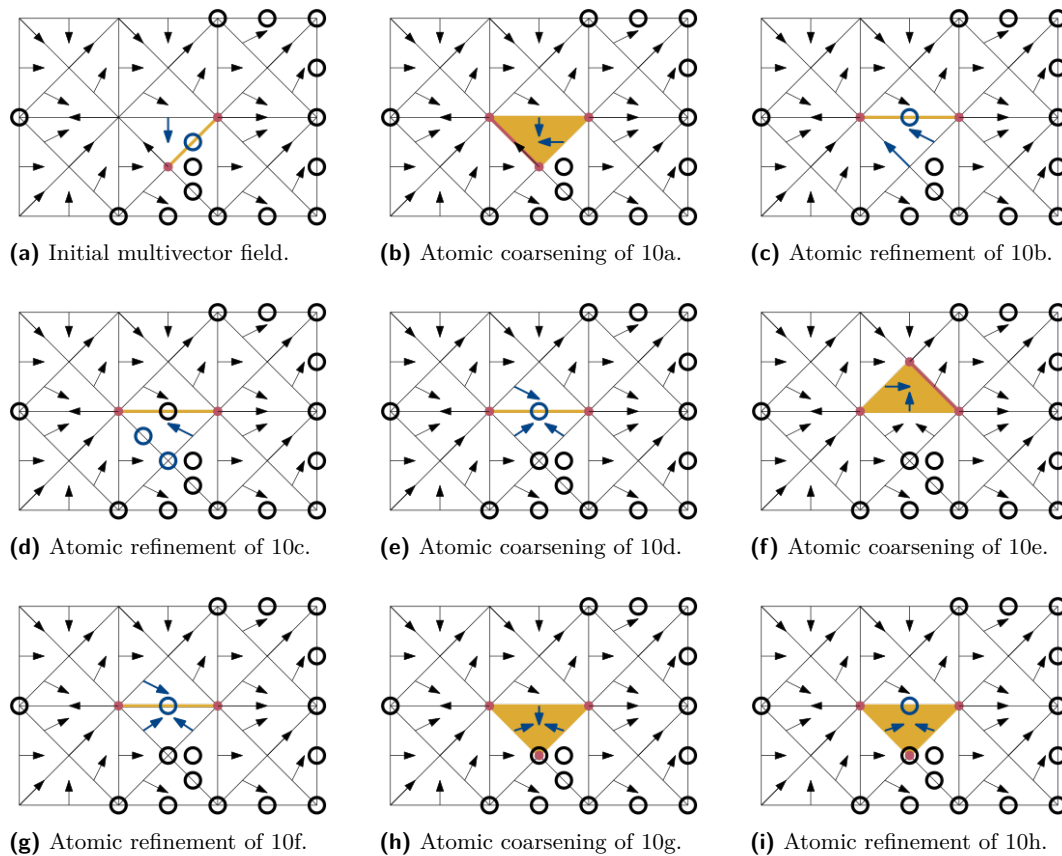 (a) Initial multivector field.
(b) Atomic coarsening of 10a.
(c) Atomic refinement of 10b.
(d) Atomic refinement of 10c.
(e) Atomic coarsening of 10d.
(f) Atomic coarsening of 10e.
(g) Atomic refinement of 10f.
(h) Atomic coarsening of 10g.
(i) Atomic refinement of 10h.